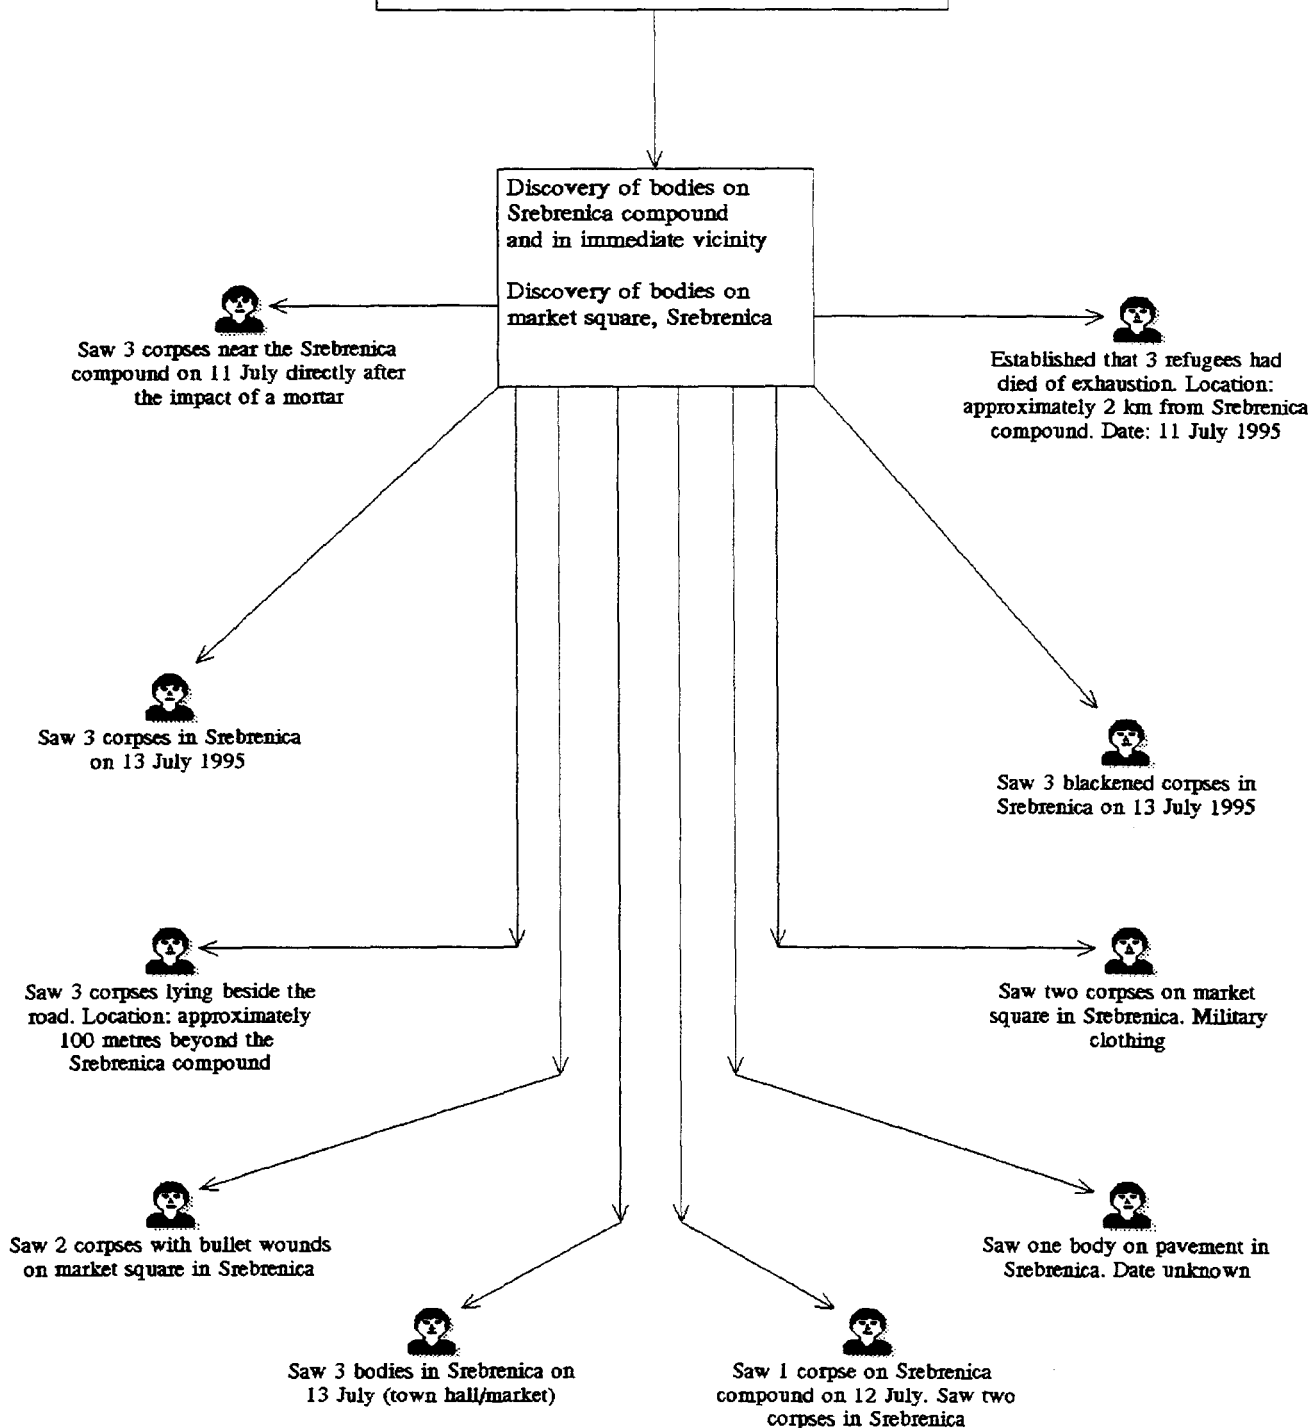 Discovery of bodies on
Srebrenica compound
and in immediate vicinity
Discovery of bodies on
market square, Srebrenica
Saw 3 corpses near the Srebrenica
compound on 11 July directly after
the impact of a mortar
Established that 3 refugees had
died of exhaustion. Location:
approximately 2 km from Srebrenica
compound. Date: 11 July 1995
Saw 3 corpses in Srebrenica
on 13 July 1995
Saw 3 blackened corpses in
Srebrenica on 13 July 1995
Saw 3 corpses lying beside the
road. Location: approximately
100 metres beyond the
Srebrenica compound
Saw two corpses on market
square in Srebrenica. Military
clothing
Saw 2 corpses with bullet wounds
on market square in Srebrenica
Saw one body on pavement in
Srebrenica. Date unknown
Saw 3 bodies in Srebrenica on
13 July (town hall/market)
Saw 1 corpse on Srebrenica
compound on 12 July. Saw two
corpses in Srebrenica